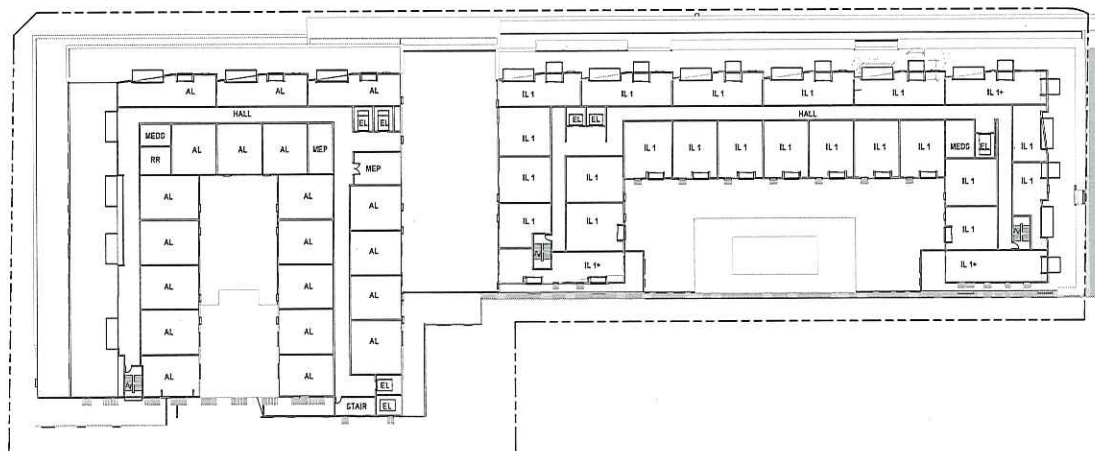 AL AL AL
IL 1 IL 1 IL 1 IL 1 IL 1 IL 1+
HALL
EL EL
EL EL
HALL
MEDS
AL AL AL MEP
IL 1
IL 1 IL 1 IL 1 IL 1 IL 1 IL 1 IL 1
MEDS EL
RR
MEP
IL 1 IL 1
IL 1 IL 1
AL AL AL
IL 1 IL 1
IL 1
AL AL AL
IL 1+
IL 1+
AL AL AL
AL AL AL
AL AL
EL
STAIR EL